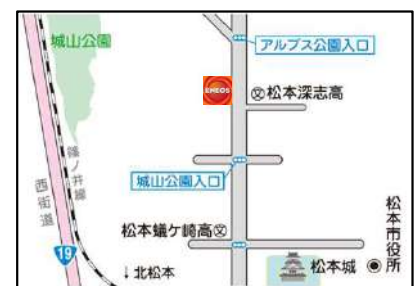 城山公園
アルプス公園入口
ENEOS
文松本深志高
城山公園入口
篠ノ井線
西街道
19
松本蟻ケ崎高文
松本市役所
↓北松本
松本城